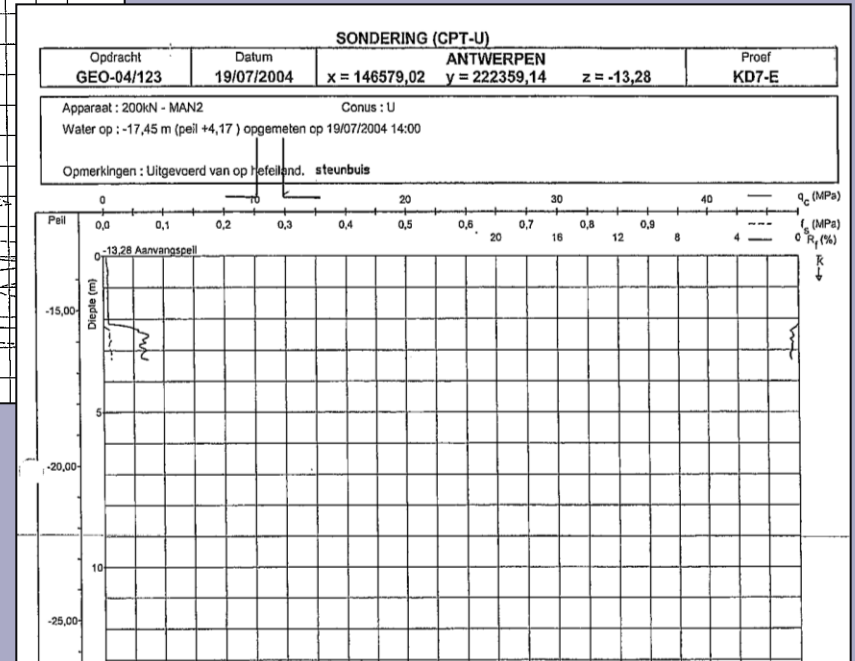 SONDERING (CPT-U)
Opdracht Datum ANTWERPEN Proef
GEO-04/123 19/07/2004 x = 146579,02 y = 222359,14 z = -13,28 KD7-E
Apparaat : 200kN - MAN2 Conus : U
Water op : -17,45 m (peil +4,17 ) opgemeten op 19/07/2004 14:00
Opmerkingen : Uitgevoerd van op hefeiland. steunbuis
0 10 20 30 40 q c (MPa)
Peil 0,0 0,1 0,2 0,3 0,4 0,5 0,6 0,7 0,8 0,9 f s (MPa)
20 16 12 8 4 0 R f (%)
-13,28 Aanvangspeil
0
Diepte (m)
-15,00
5
-20,00
10
-25,00